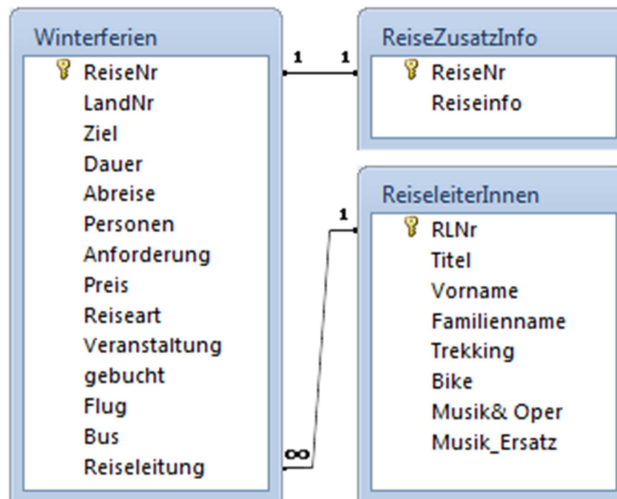 Winterferien
ReiseNr
LandNr
Ziel
Dauer
Abreise
Personen
Anforderung
Preis
Reiseart
Veranstaltung
gebucht
Flug
Bus
Reiseleitung
1 1
ReiseZusatzInfo
ReiseNr
Reiseinfo
1
∞
ReiseleiterInnen
RLNr
Titel
Vorname
Familienname
Trekking
Bike
Musik& Oper
Musik_Ersatz